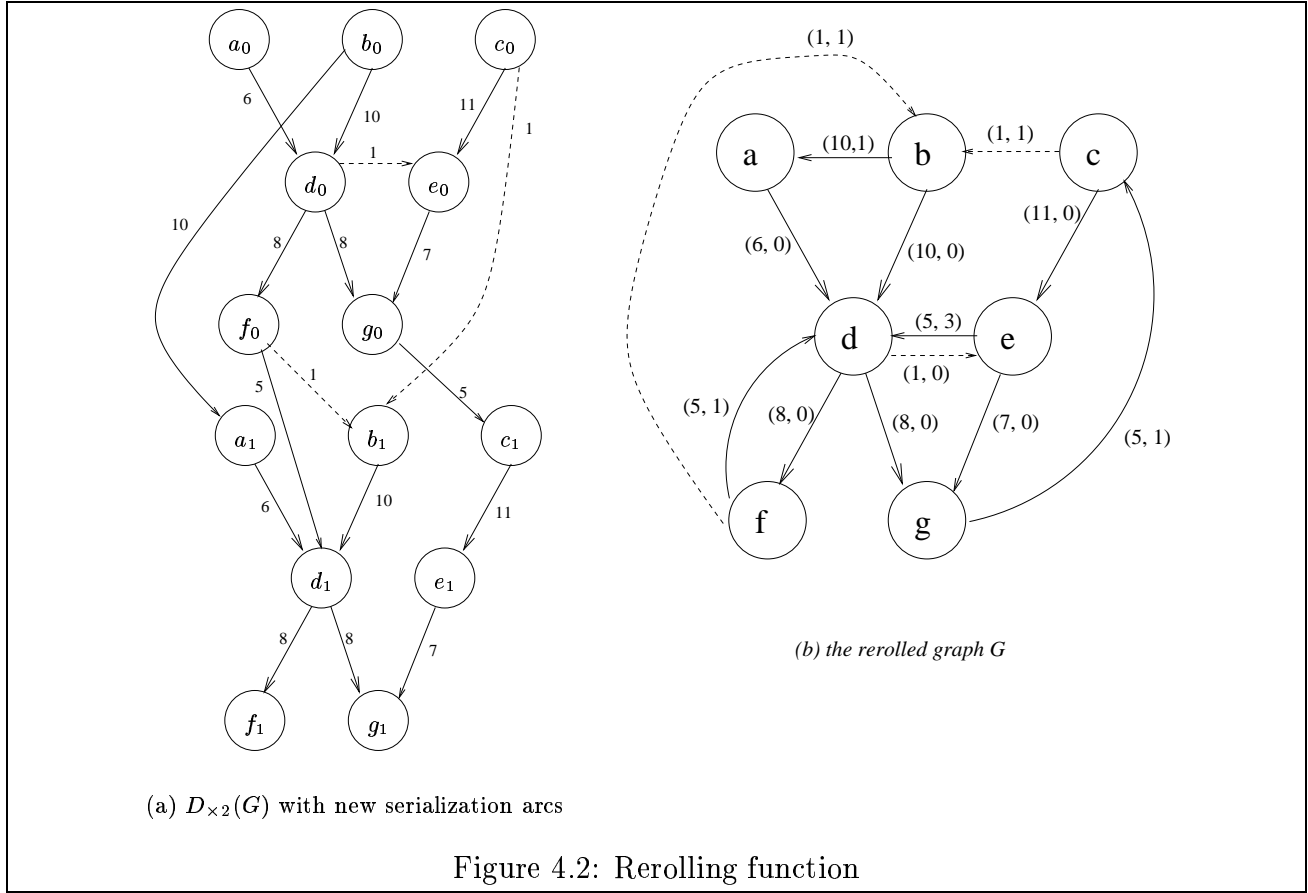 a₀ b₀ c₀
6 10 11 1
d₀ 1 e₀
10 8 8 7
f₀ g₀
5 1 5
a₁ b₁ c₁
6 10 11
d₁ e₁
8 8 7
f₁ g₁
(a) D×2(G) with new serialization arcs
(1, 1)
a (10,1) b (1, 1) c
(6, 0) (10, 0) (11, 0)
d (5, 3) e
(1, 0)
(5, 1) (8, 0) (8, 0) (7, 0) (5, 1)
f g
(b) the rerolled graph G
Figure 4.2: Rerolling function